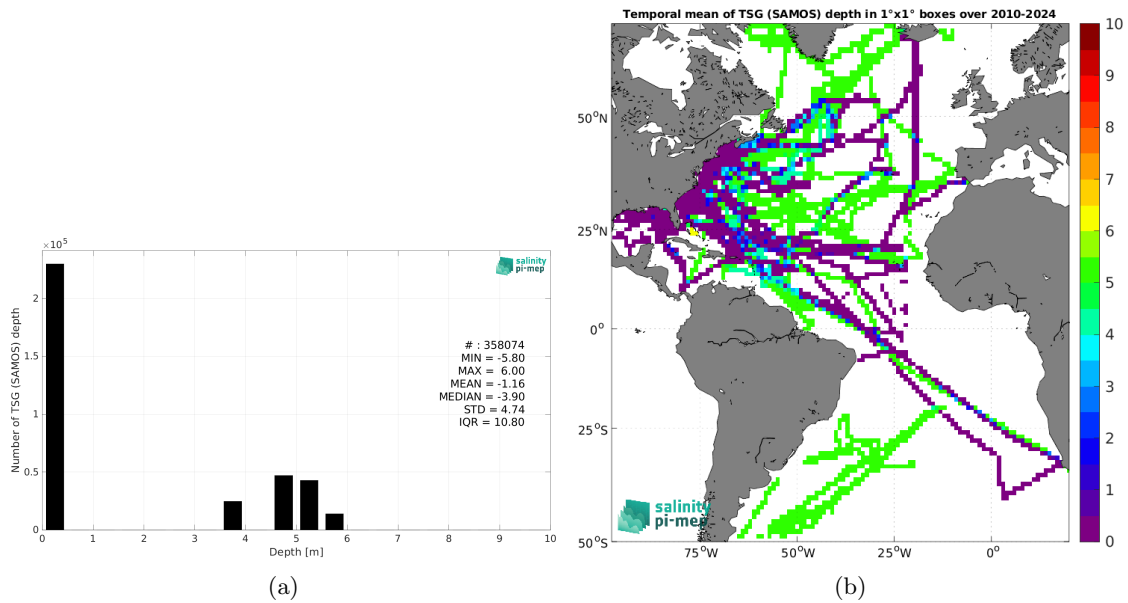 Temporal mean of TSG (SAMOS) depth in 1°x1° boxes over 2010-2024
×10⁵
Number of TSG (SAMOS) depth
2
1.5
1
0.5
0
0 1 2 3 4 5 6 7 8 9 10
Depth [m]
salinity
pi-mep
# : 358074
MIN = -5.80
MAX = 6.00
MEAN = -1.16
MEDIAN = -3.90
STD = 4.74
IQR = 10.80
(a)
50°N
25°N
0°
25°S
50°S
75°W 50°W 25°W 0°
salinity
pi-mep
10
9
8
7
6
5
4
3
2
1
0
(b)